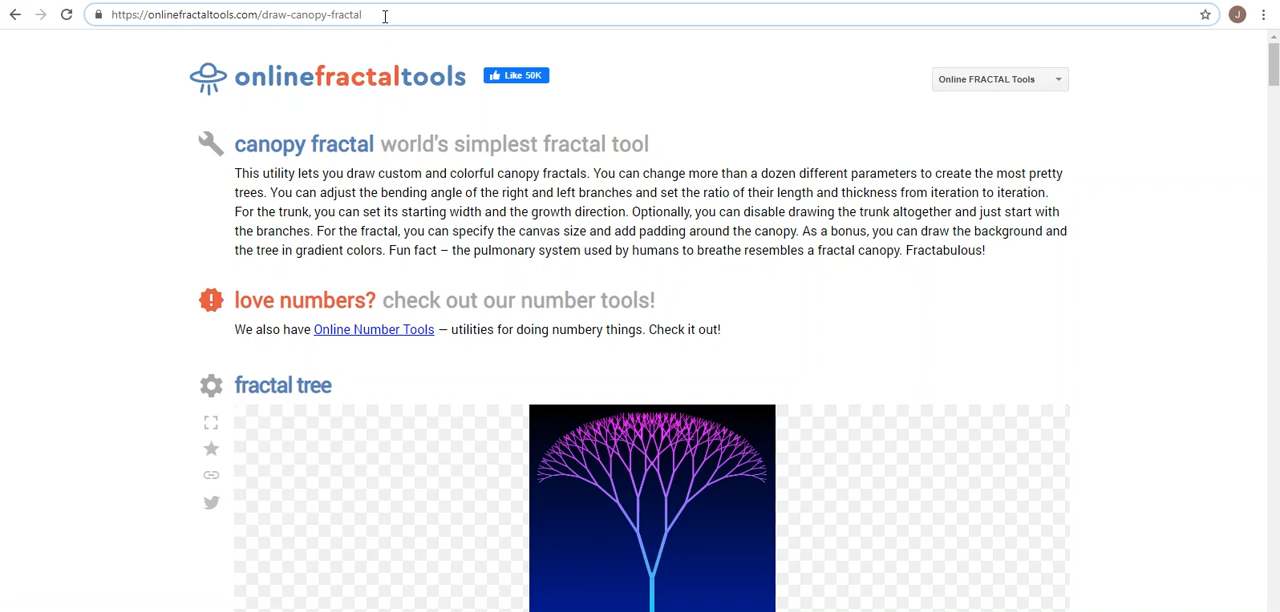 https://onlinefractaltools.com/draw-canopy-fractal
J
onlinefractaltools
Like 50K
Online FRACTAL Tools
canopy fractal world's simplest fractal tool
This utility lets you draw custom and colorful canopy fractals. You can change more than a dozen different parameters to create the most pretty
trees. You can adjust the bending angle of the right and left branches and set the ratio of their length and thickness from iteration to iteration.
For the trunk, you can set its starting width and the growth direction. Optionally, you can disable drawing the trunk altogether and just start with
the branches. For the fractal, you can specify the canvas size and add padding around the canopy. As a bonus, you can draw the background and
the tree in gradient colors. Fun fact – the pulmonary system used by humans to breathe resembles a fractal canopy. Fractabulous!
love numbers? check out our number tools!
We also have Online Number Tools – utilities for doing numbery things. Check it out!
fractal tree